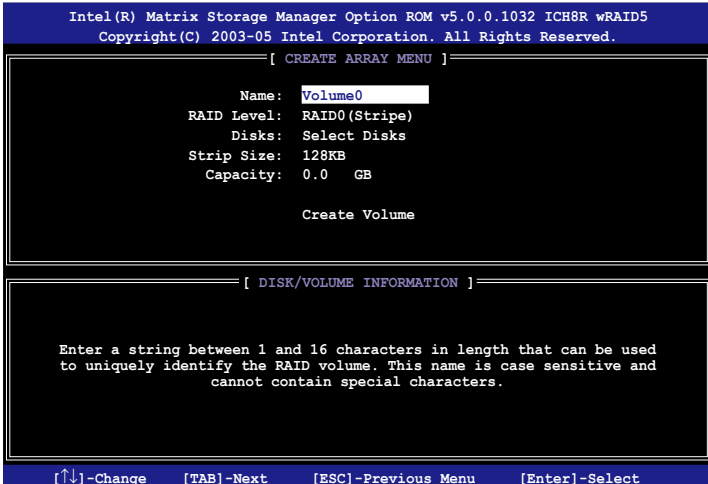 Intel(R) Matrix Storage Manager Option ROM v5.0.0.1032 ICH8R wRAID5
Copyright(C) 2003-05 Intel Corporation. All Rights Reserved.
[ CREATE ARRAY MENU ]
Name: Volume0
RAID Level: RAID0(Stripe)
Disks: Select Disks
Strip Size: 128KB
Capacity: 0.0 GB
Create Volume
[ DISK/VOLUME INFORMATION ]
Enter a string between 1 and 16 characters in length that can be used
to uniquely identify the RAID volume. This name is case sensitive and
cannot contain special characters.
[↑↓]-Change [TAB]-Next [ESC]-Previous Menu [Enter]-Select